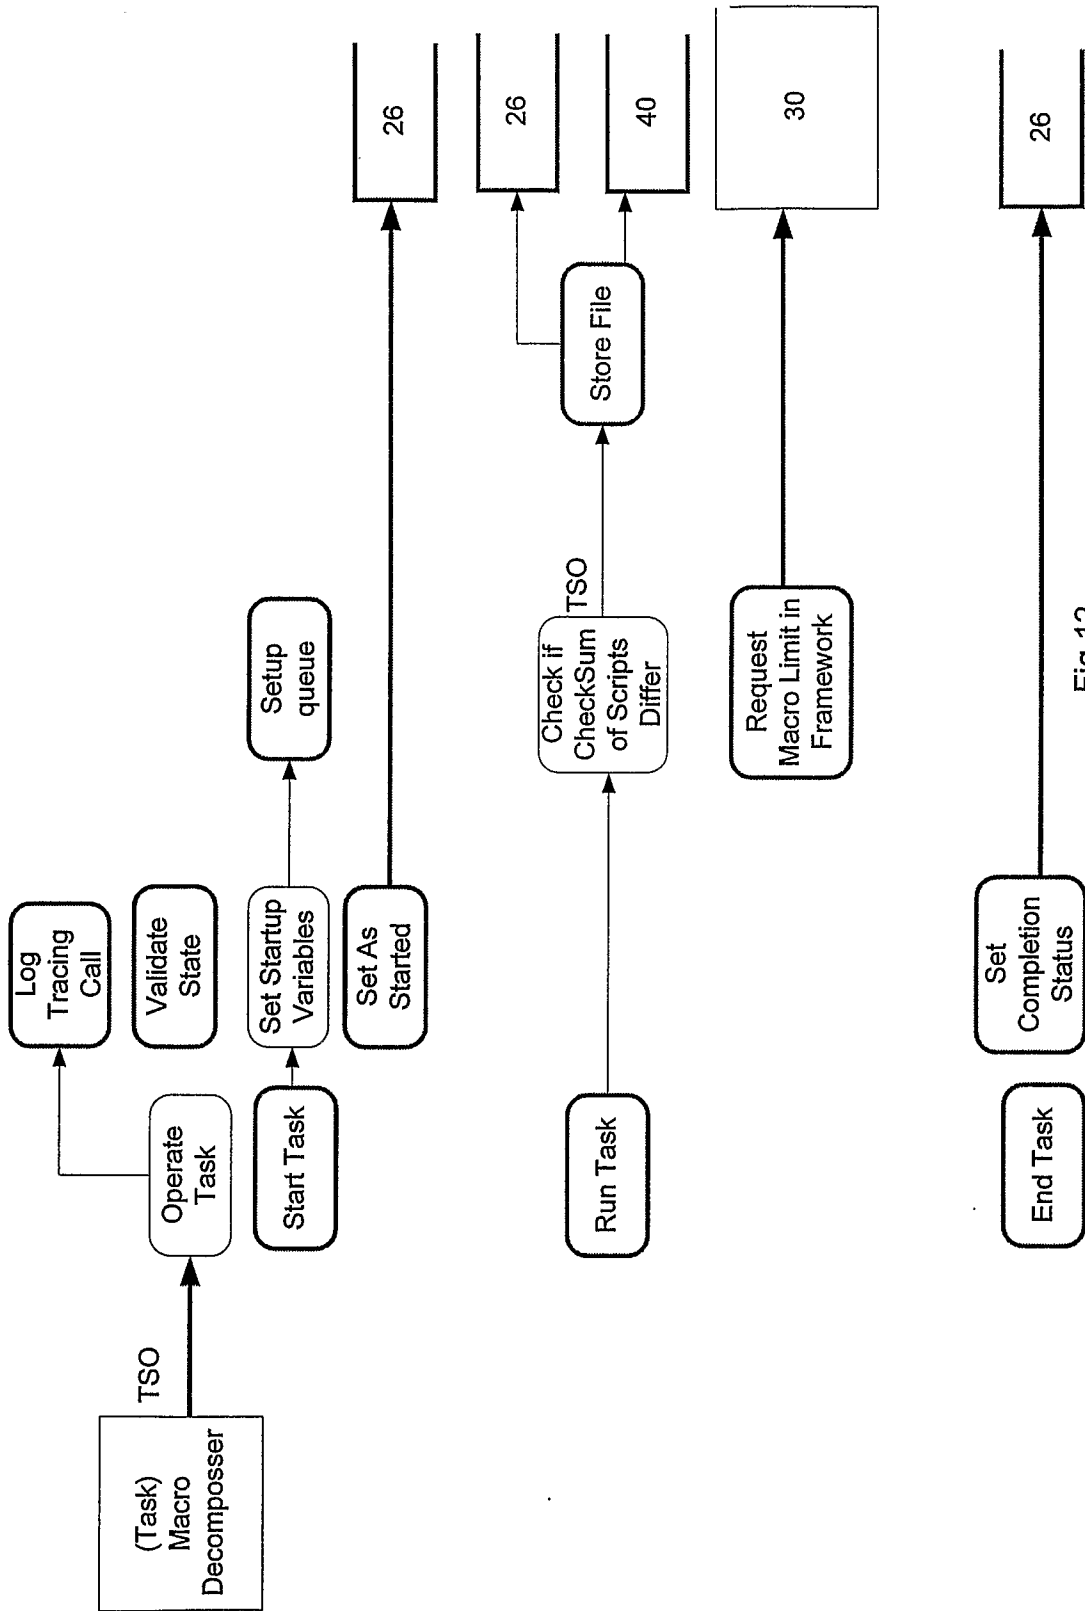 (Task)
Macro
Decomposser
TSO
Operate
Task
Log
Tracing
Call
Validate
State
Start Task
Set Startup
Variables
Setup
queue
Set As
Started
26
Run Task
Check if
CheckSum
of Scripts
Differ
TSO
Store File
26
40
Request
Macro Limit in
Framework
30
End Task
Set
Completion
Status
26
Fig 12